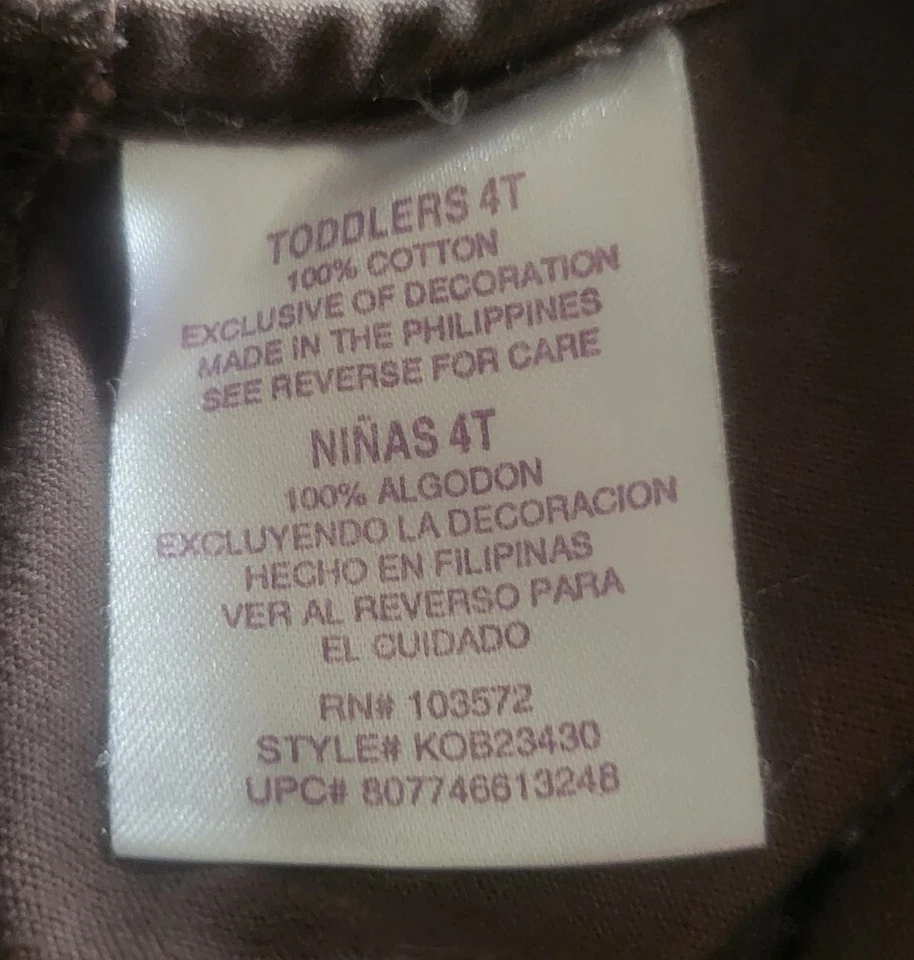 TODDLERS 4T
100% COTTON
EXCLUSIVE OF DECORATION
MADE IN THE PHILIPPINES
SEE REVERSE FOR CARE
NIÑAS 4T
100% ALGODON
EXCLUYENDO LA DECORACION
HECHO EN FILIPINAS
VER AL REVERSO PARA
EL CUIDADO
RN# 103572
STYLE# KOB23430
UPC# 807746613248